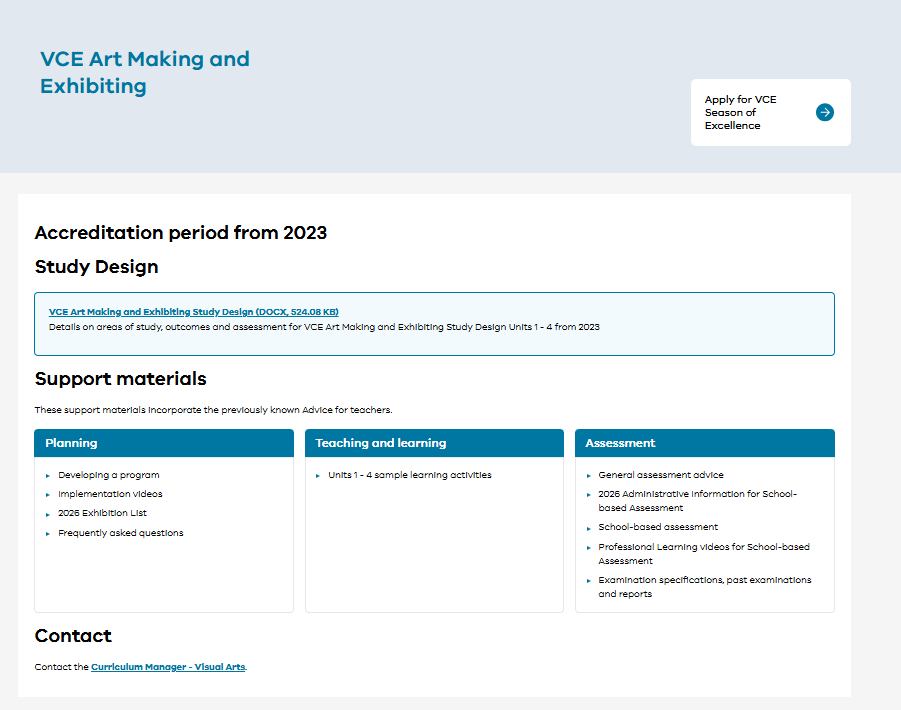 VCE Art Making and
Exhibiting
Apply for VCE
Season of
Excellence
Accreditation period from 2023
Study Design
VCE Art Making and Exhibiting Study Design (DOCX, 524.08 KB)
Details on areas of study, outcomes and assessment for VCE Art Making and Exhibiting Study Design Units 1 - 4 from 2023
Support materials
These support materials incorporate the previously known Advice for teachers.
Planning
Developing a program
Implementation videos
2026 Exhibition List
Frequently asked questions
Teaching and learning
Units 1 - 4 sample learning activities
Assessment
General assessment advice
2026 Administrative information for School-
based Assessment
School-based assessment
Professional Learning videos for School-based
Assessment
Examination specifications, past examinations
and reports
Contact
Contact the Curriculum Manager - Visual Arts.